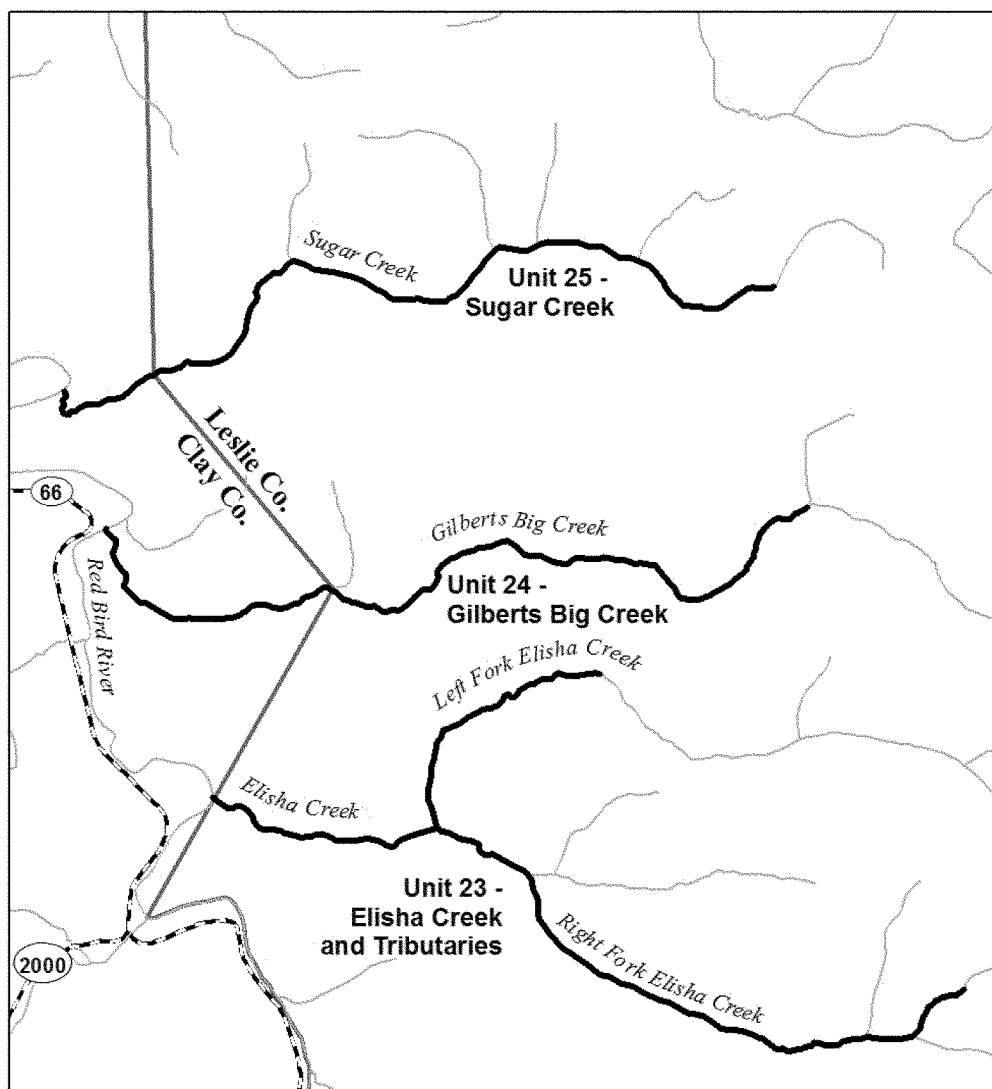 Sugar Creek
Unit 25 -
Sugar Creek
Leslie Co.
Clay Co.
66
Gilberts Big Creek
Unit 24 -
Gilberts Big Creek
Red Bird River
Left Fork Elisha Creek
Elisha Creek
Unit 23 -
Elisha Creek
and Tributaries
Right Fork Elisha Creek
2000